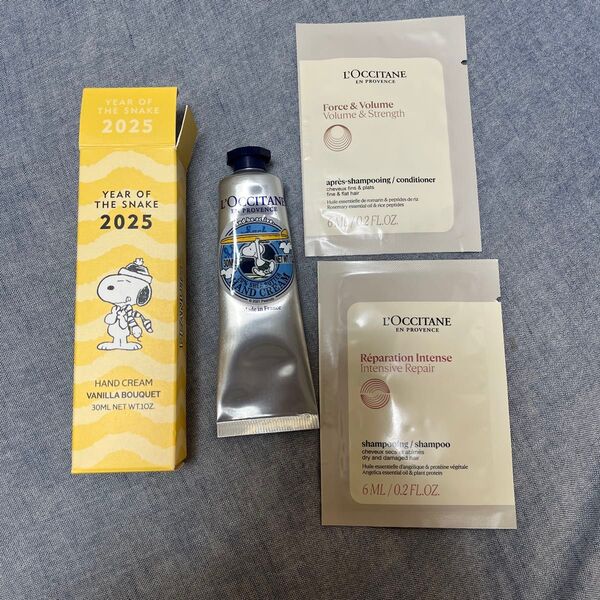 YEAR OF
THE SNAKE
2025
YEAR OF
THE SNAKE
2025
HAND CREAM
VANILLA BOUQUET
30ML NET WT.1OZ.
L'OCCITANE
EN PROVENCE
HAND CREAM
Made in France
L'OCCITANE
EN PROVENCE
Force & Volume
Volume & Strength
après-shampooing / conditioner
cheveux fins & plats
fine & flat hair
Huile essentielle de romarin & peptides de riz
Rosemary essential oil & rice peptides
6 ML / 0.2 FL.OZ.
L'OCCITANE
EN PROVENCE
Réparation Intense
Intensive Repair
shampooing / shampoo
cheveux secs et abîmés
dry and damaged hair
Huile essentielle d'angélique & protéine végétale
Angelica essential oil & plant protein
6 ML / 0.2 FL.OZ.